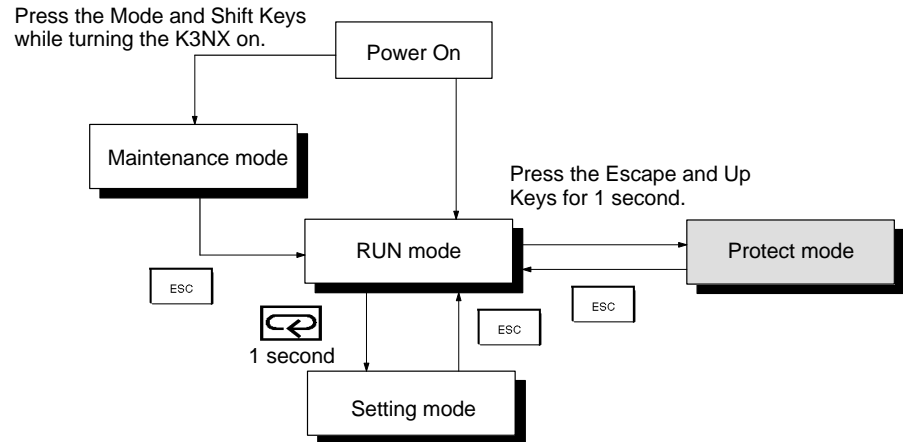 Press the Mode and Shift Keys
while turning the K3NX on.
Power On
Maintenance mode
Press the Escape and Up
Keys for 1 second.
RUN mode
Protect mode
ESC
ESC
ESC
1 second
Setting mode